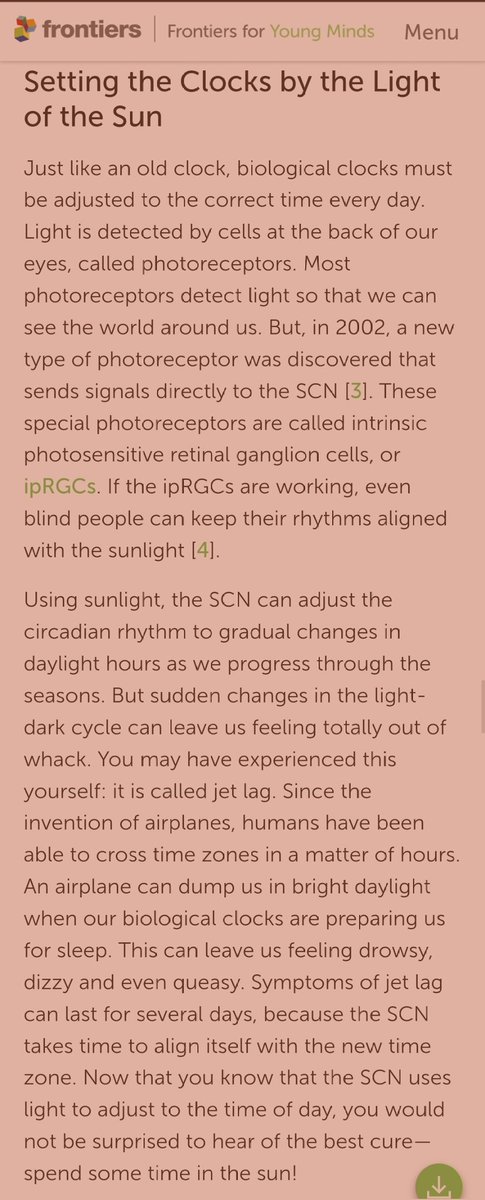 frontiers | Frontiers for Young Minds Menu
Setting the Clocks by the Light
of the Sun
Just like an old clock, biological clocks must
be adjusted to the correct time every day.
Light is detected by cells at the back of our
eyes, called photoreceptors. Most
photoreceptors detect light so that we can
see the world around us. But, in 2002, a new
type of photoreceptor was discovered that
sends signals directly to the SCN [3]. These
special photoreceptors are called intrinsic
photosensitive retinal ganglion cells, or
ipRGCs. If the ipRGCs are working, even
blind people can keep their rhythms aligned
with the sunlight [4].
Using sunlight, the SCN can adjust the
circadian rhythm to gradual changes in
daylight hours as we progress through the
seasons. But sudden changes in the light-
dark cycle can leave us feeling totally out of
whack. You may have experienced this
yourself: it is called jet lag. Since the
invention of airplanes, humans have been
able to cross time zones in a matter of hours.
An airplane can dump us in bright daylight
when our biological clocks are preparing us
for sleep. This can leave us feeling drowsy,
dizzy and even queasy. Symptoms of jet lag
can last for several days, because the SCN
takes time to align itself with the new time
zone. Now that you know that the SCN uses
light to adjust to the time of day, you would
not be surprised to hear of the best cure—
spend some time in the sun!